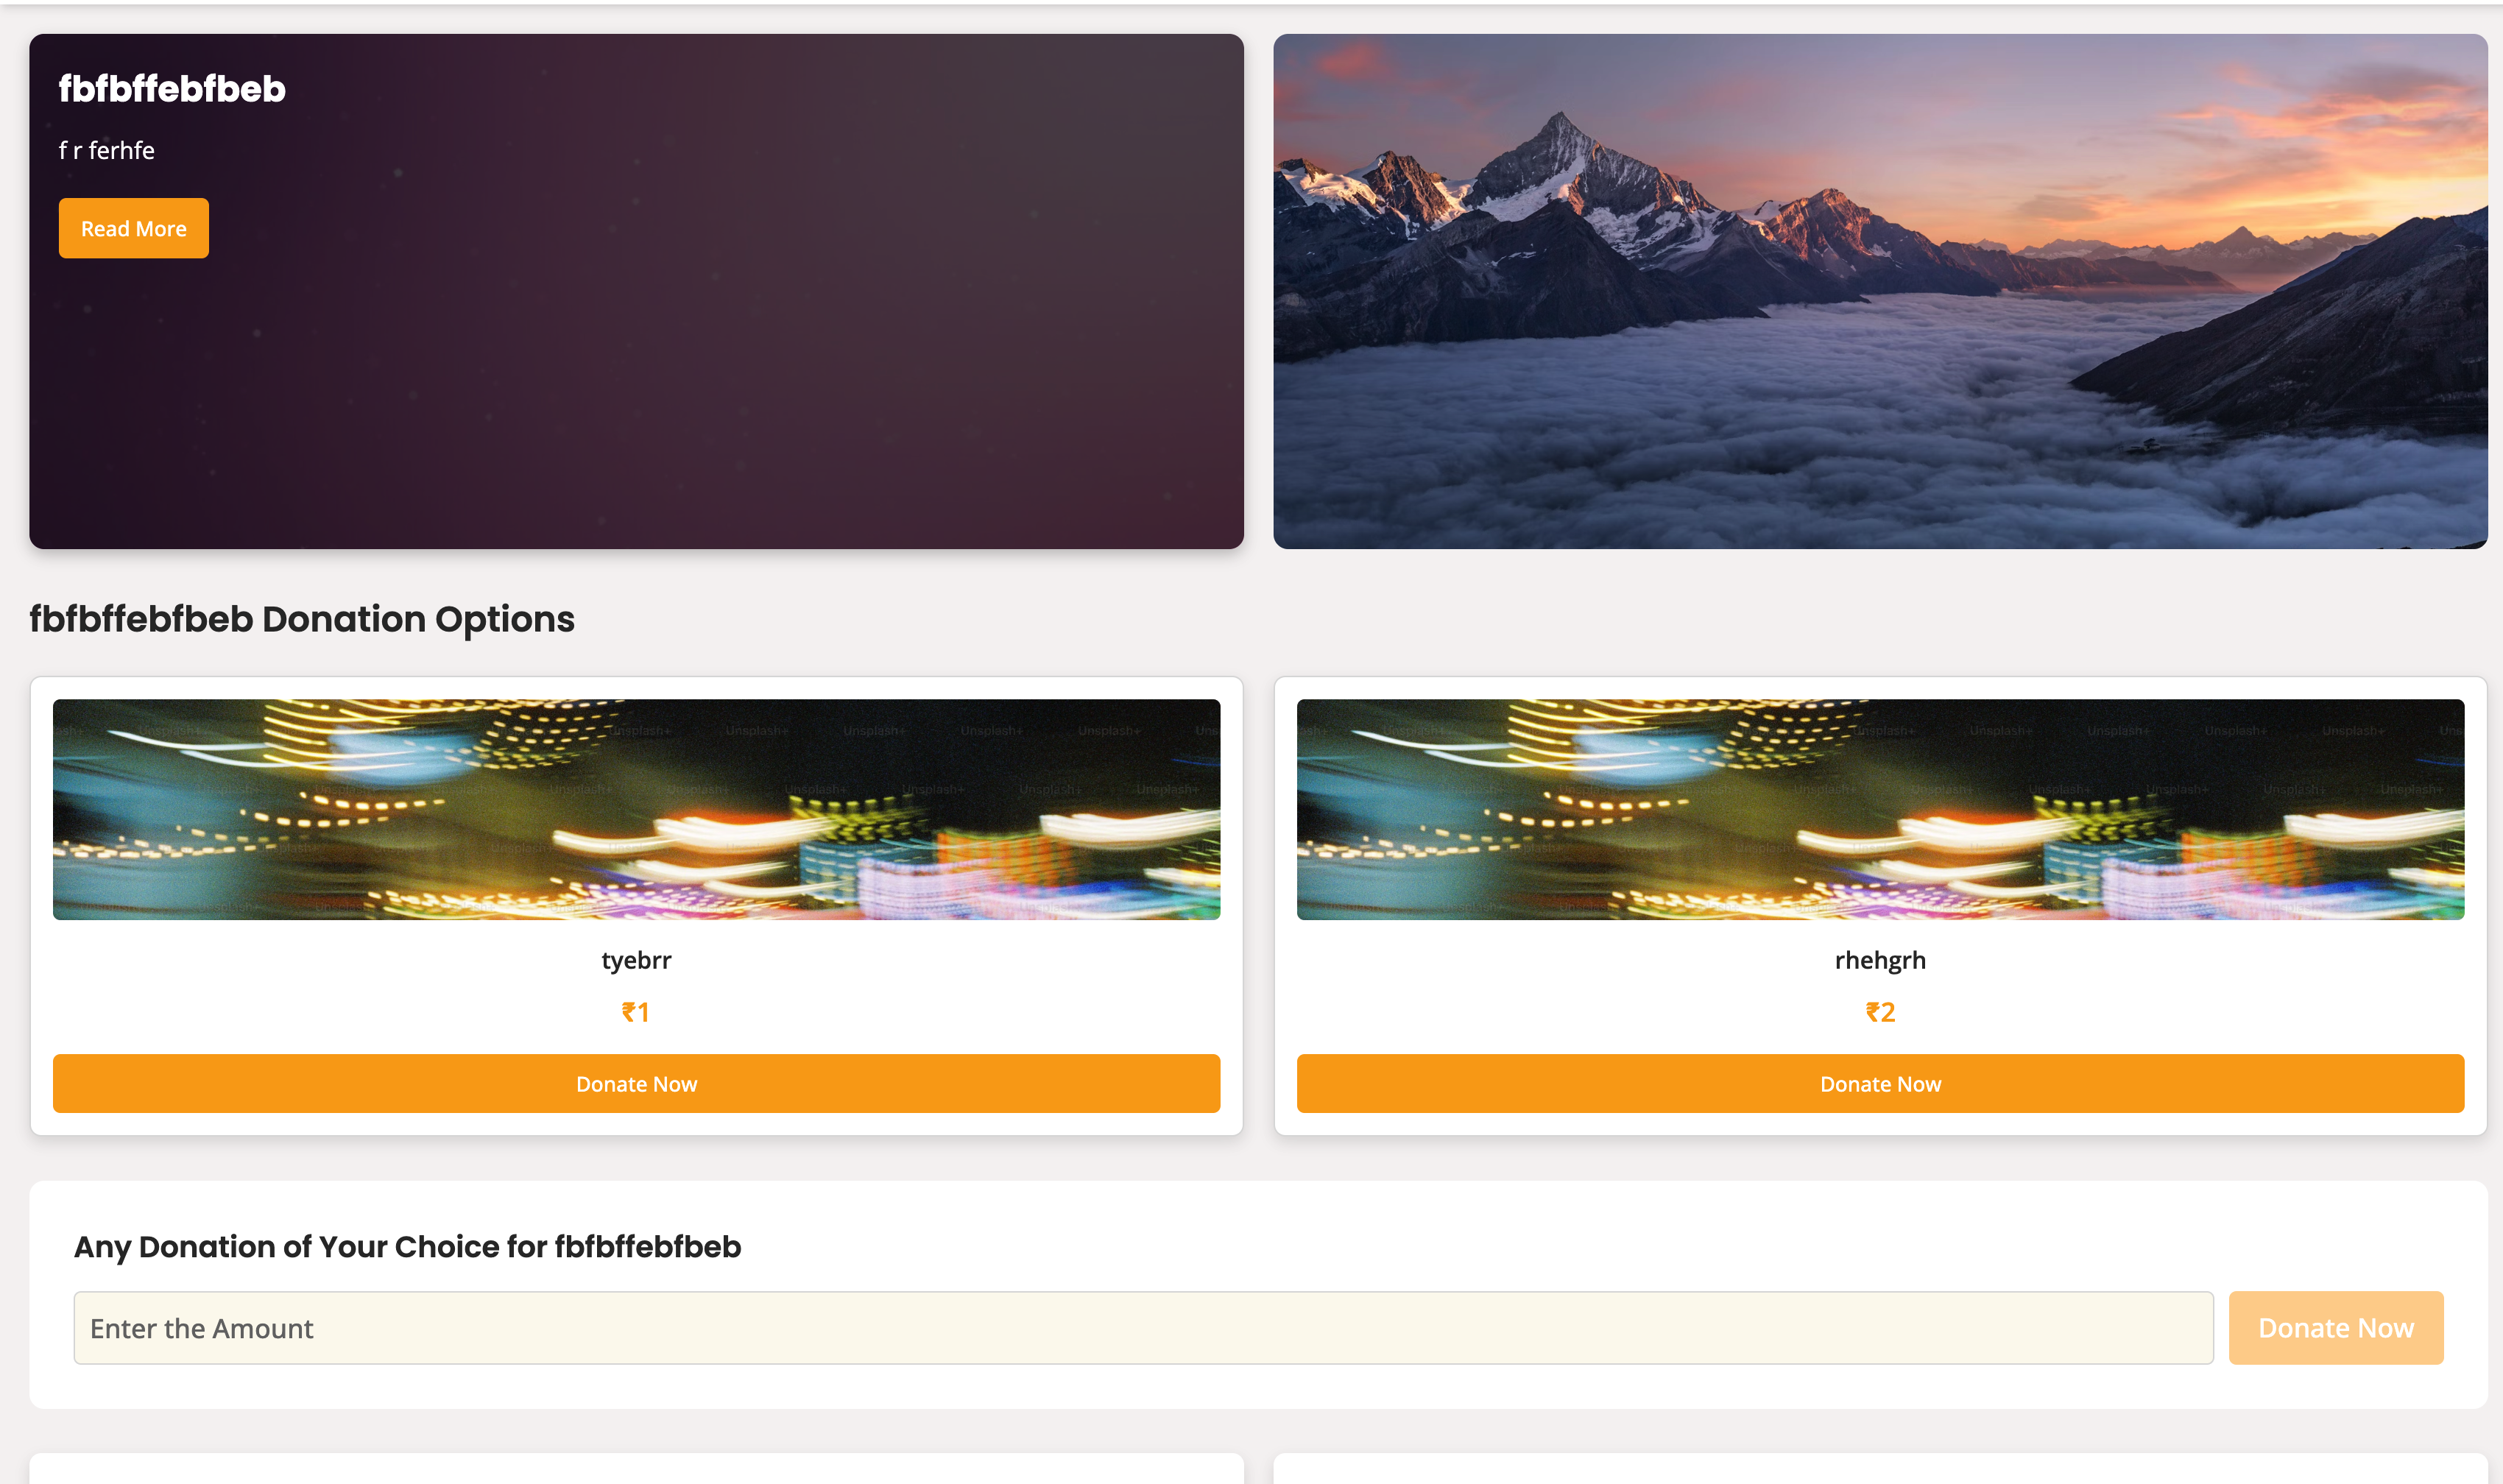 fbfbffebfbeb
f r ferhfe
Read More
fbfbffebfbeb Donation Options
tyebrr
₹1
Donate Now
rhehgrh
₹2
Donate Now
Any Donation of Your Choice for fbfbffebfbeb
Enter the Amount
Donate Now